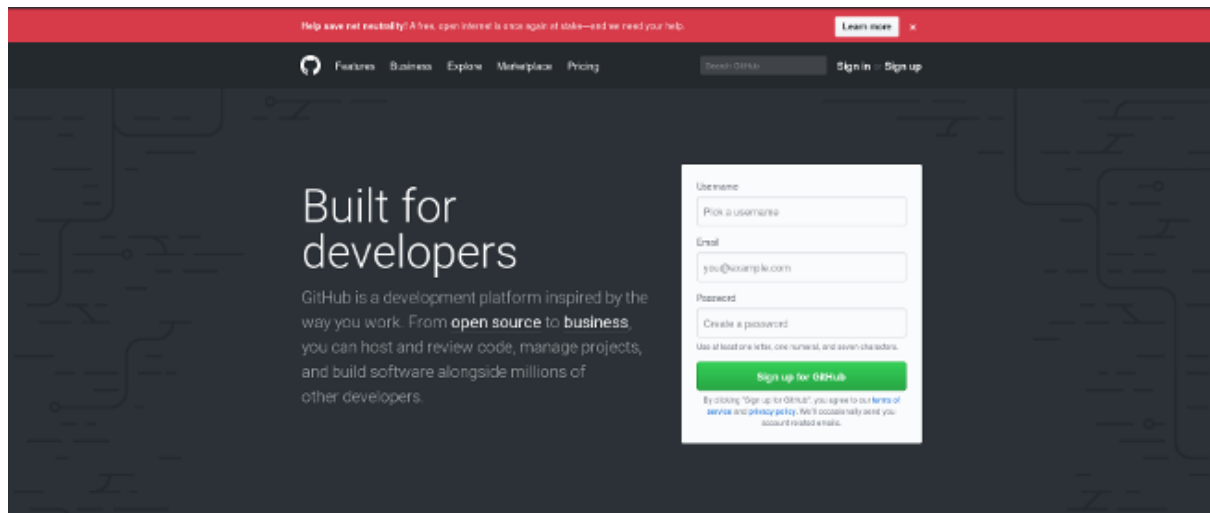 Help save net neutrality! A free, open internet is once again at stake—and we need your help.
Learn more ×
Features Business Explore Marketplace Pricing
Search GitHub
Sign in or Sign up
Built for
developers
GitHub is a development platform inspired by the
way you work. From open source to business,
you can host and review code, manage projects,
and build software alongside millions of
other developers.
Username
Pick a username
Email
you@example.com
Password
Create a password
Use at least one letter, one numeral, and seven characters.
Sign up for GitHub
By clicking "Sign up for GitHub", you agree to our terms of
service and privacy policy. We'll occasionally send you
account related emails.